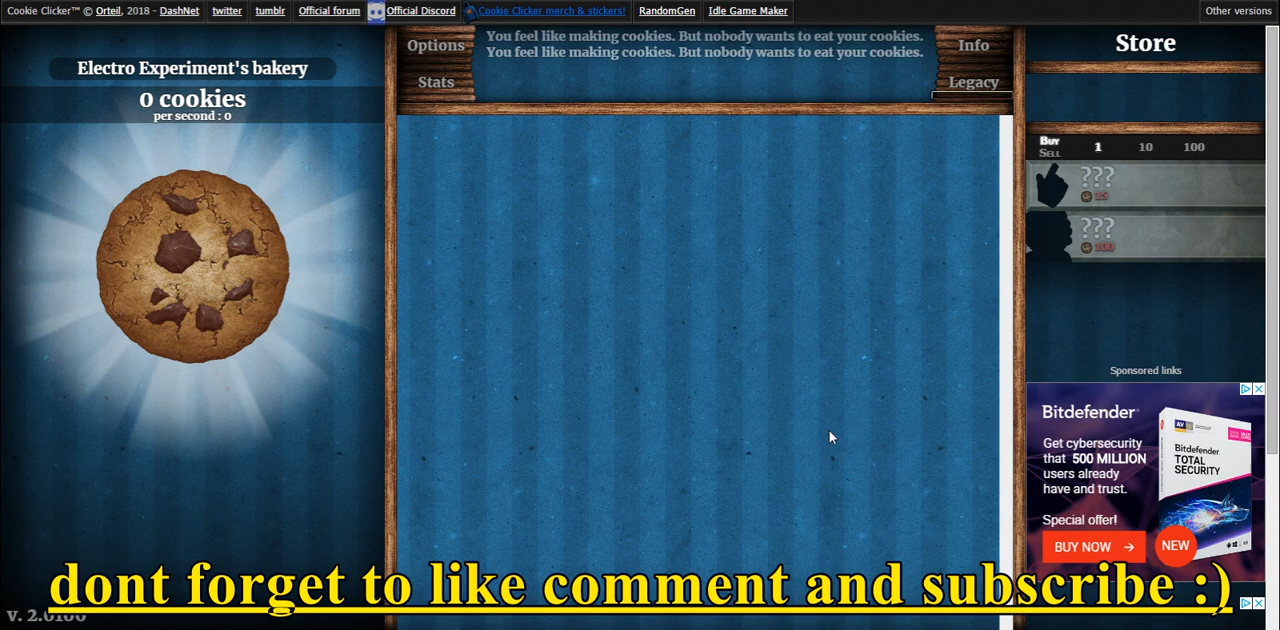 Cookie Clicker™ © Orteil, 2018 - DashNet
twitter
tumblr
Official forum
Official Discord
Cookie Clicker merch & stickers!
RandomGen
Idle Game Maker
Other versions
Electro Experiment's bakery
0 cookies
per second : 0
Options
Stats
You feel like making cookies. But nobody wants to eat your cookies.
You feel like making cookies. But nobody wants to eat your cookies.
Info
Legacy
Store
Buy
Sell
1
10
100
???
15
???
100
Sponsored links
Bitdefender
Get cybersecurity
that 500 MILLION
users already
have and trust.
Special offer!
BUY NOW →
NEW
AV
Bitdefender
TOTAL
SECURITY
dont forget to like comment and subscribe :)
v. 2.0106